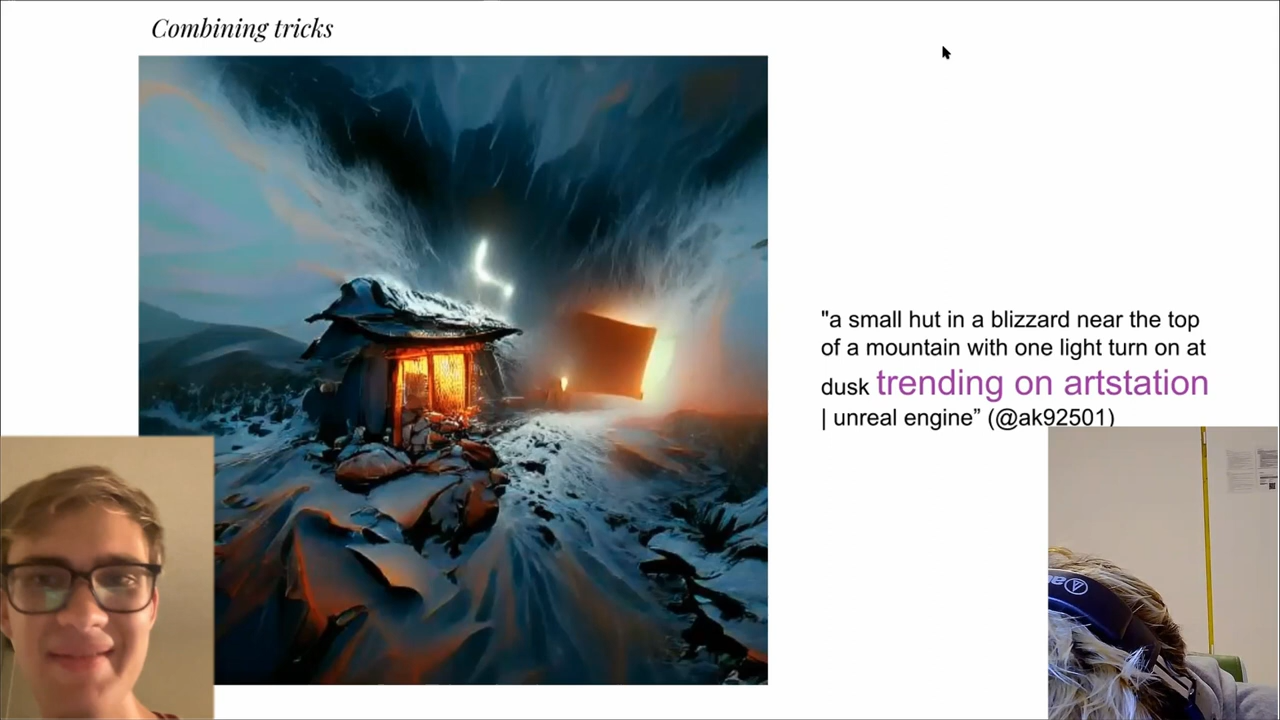 Combining tricks
"a small hut in a blizzard near the top
of a mountain with one light turn on at
dusk trending on artstation
| unreal engine” (@ak92501)